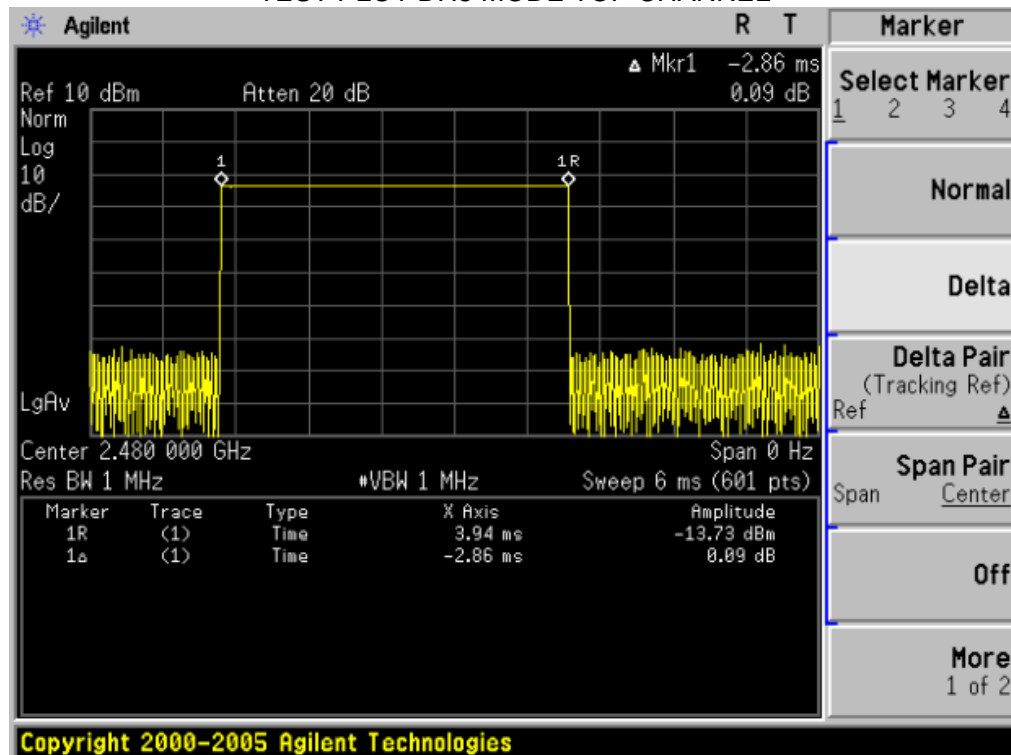 Agilent R T Marker
Δ Mkr1 -2.86 ms
Ref 10 dBm Atten 20 dB 0.09 dB
Select Marker
1 2 3 4
Norm
Log
10
dB/
1 1R
Normal
Delta
Delta Pair
(Tracking Ref)
Ref Δ
LgAv
Center 2.480 000 GHz Span 0 Hz
Res BW 1 MHz #VBW 1 MHz Sweep 6 ms (601 pts)
Span Pair
Span Center
Marker Trace Type X Axis Amplitude
1R (1) Time 3.94 ms -13.73 dBm
1Δ (1) Time -2.86 ms 0.09 dB
Off
More
1 of 2
Copyright 2000-2005 Agilent Technologies